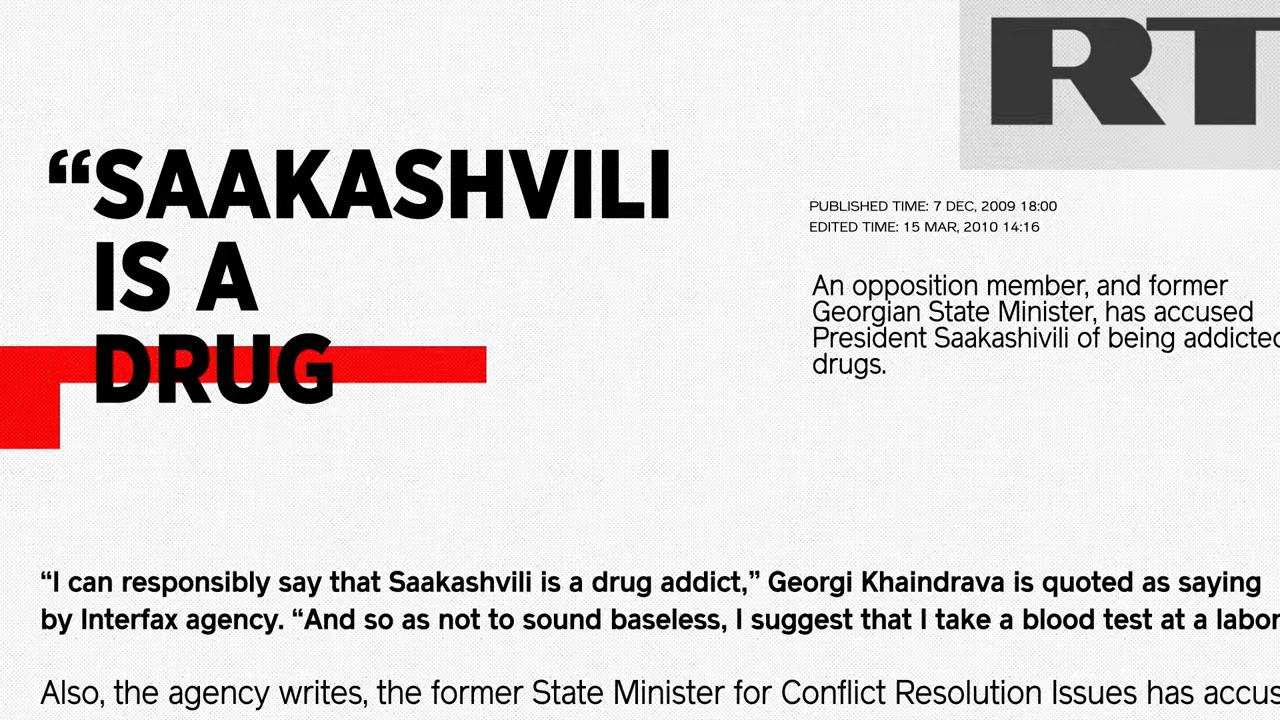 RT
“SAAKASHVILI
IS A
DRUG
PUBLISHED TIME: 7 DEC, 2009 18:00
EDITED TIME: 15 MAR, 2010 14:16
An opposition member, and former
Georgian State Minister, has accused
President Saakashivili of being addicted
drugs.
“I can responsibly say that Saakashvili is a drug addict,” Georgi Khaindrava is quoted as saying
by Interfax agency. “And so as not to sound baseless, I suggest that I take a blood test at a labor
Also, the agency writes, the former State Minister for Conflict Resolution Issues has accus